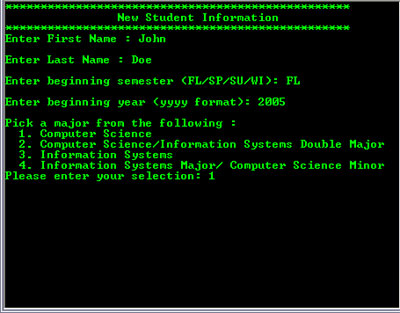 **************************************************
New Student Information
**************************************************
Enter First Name : John
Enter Last Name : Doe
Enter beginning semester (FL/SP/SU/WI): FL
Enter beginning year (yyyy format): 2005
Pick a major from the following :
1. Computer Science
2. Computer Science/Information Systems Double Major
3. Information Systems
4. Information Systems Major/ Computer Science Minor
Please enter your selection: 1